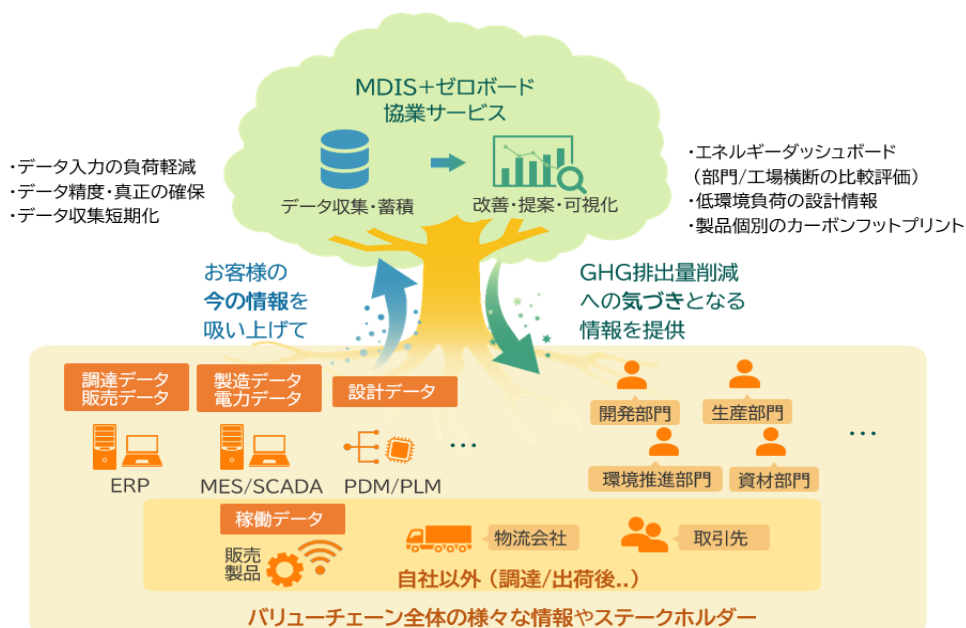 MDIS+ゼロボード
協業サービス
データ収集・蓄積
改善・提案・可視化
・データ入力の負荷軽減
・データ精度・真正の確保
・データ収集短期化
・エネルギーダッシュボード
（部門/工場横断の比較評価）
・低環境負荷の設計情報
・製品個別のカーボンフットプリント
お客様の
今の情報を
吸い上げて
GHG排出量削減
への気づきとなる
情報を提供
調達データ
販売データ
製造データ
電力データ
設計データ
ERP
MES/SCADA
PDM/PLM
…
開発部門
生産部門
環境推進部門
資材部門
…
稼働データ
販売
製品
物流会社
取引先
自社以外（調達/出荷後..）
バリューチェーン全体の様々な情報やステークホルダー